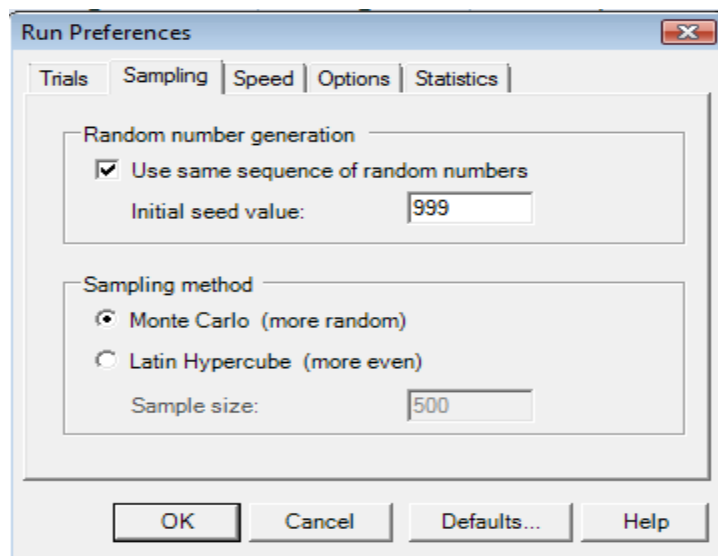 Run Preferences
Trials Sampling Speed Options Statistics
Random number generation
Use same sequence of random numbers
Initial seed value: 999
Sampling method
Monte Carlo (more random)
Latin Hypercube (more even)
Sample size: 500
OK Cancel Defaults... Help